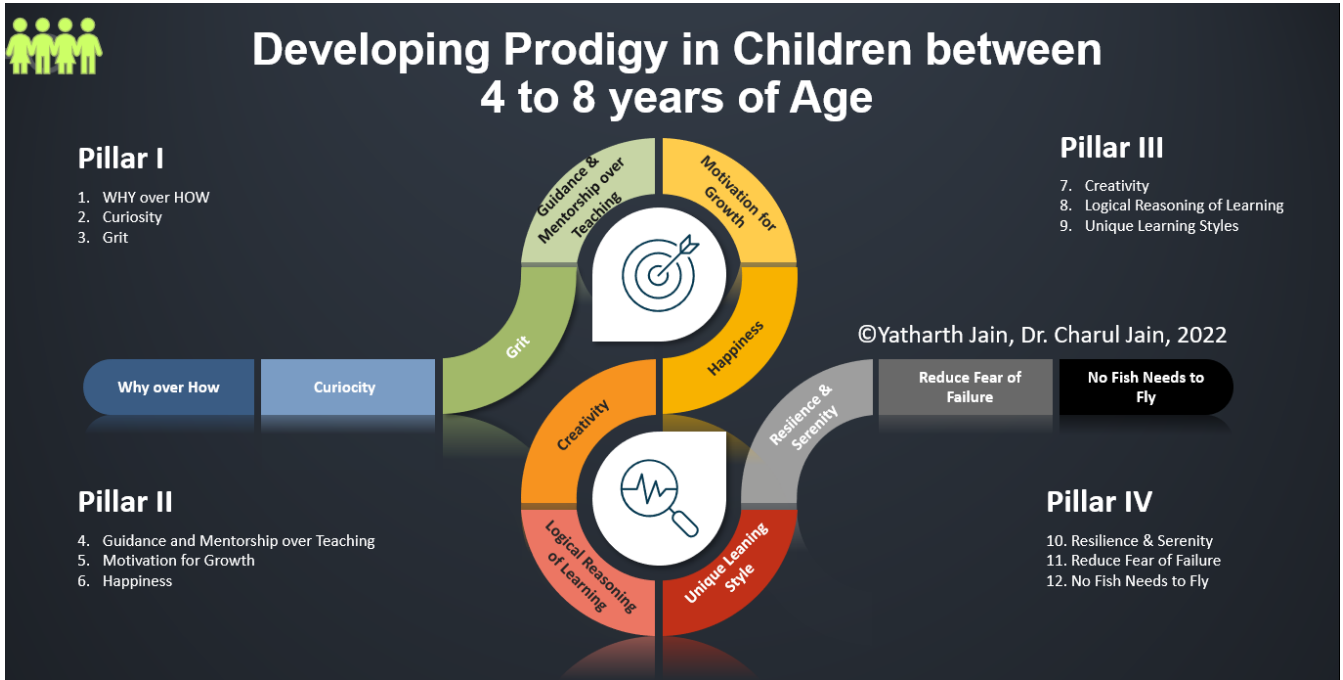 Developing Prodigy in Children between
4 to 8 years of Age
Pillar I
1. WHY over HOW
2. Curiosity
3. Grit
Pillar III
7. Creativity
8. Logical Reasoning of Learning
9. Unique Learning Styles
Guidance &
Mentorship over
Teaching
Motivation for
Growth
Grit
Happiness
©Yatharth Jain, Dr. Charul Jain, 2022
Why over How
Curiocity
Creativity
Resilience &
Serenity
Reduce Fear of
Failure
No Fish Needs to
Fly
Logical Reasoning
of Learning
Unique Leaning
Style
Pillar II
4. Guidance and Mentorship over Teaching
5. Motivation for Growth
6. Happiness
Pillar IV
10. Resilience & Serenity
11. Reduce Fear of Failure
12. No Fish Needs to Fly